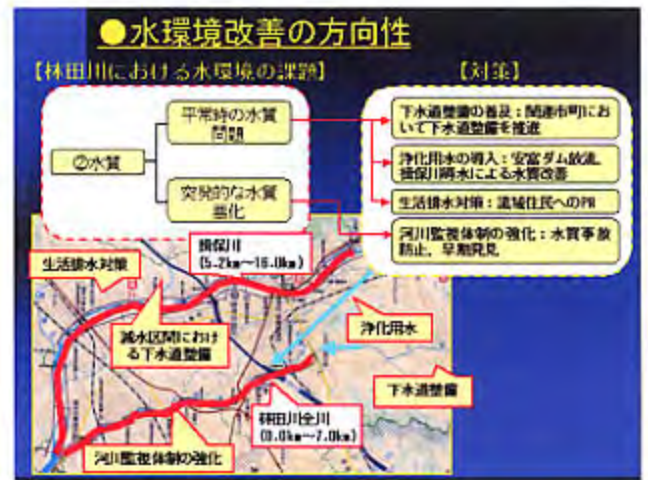 ●水環境改善の方向性
【林田川における水環境の課題】
【対策】
②水質
平常時の水質
問題
突発的な水質
悪化
下水道整備の普及：関連市町にお
いて下水道整備を推進
浄化用水の導入：安富ダム放流、
揖保川導水による水質改善
生活排水対策：流域住民へのPR
河川監視体制の強化：水質事故
防止、早期発見
揖保川
(5.2km～16.0km)
生活排水対策
減水区間におけ
る下水道整備
浄化用水
下水道整備
林田川全川
(0.0km～7.0km)
河川監視体制の強化